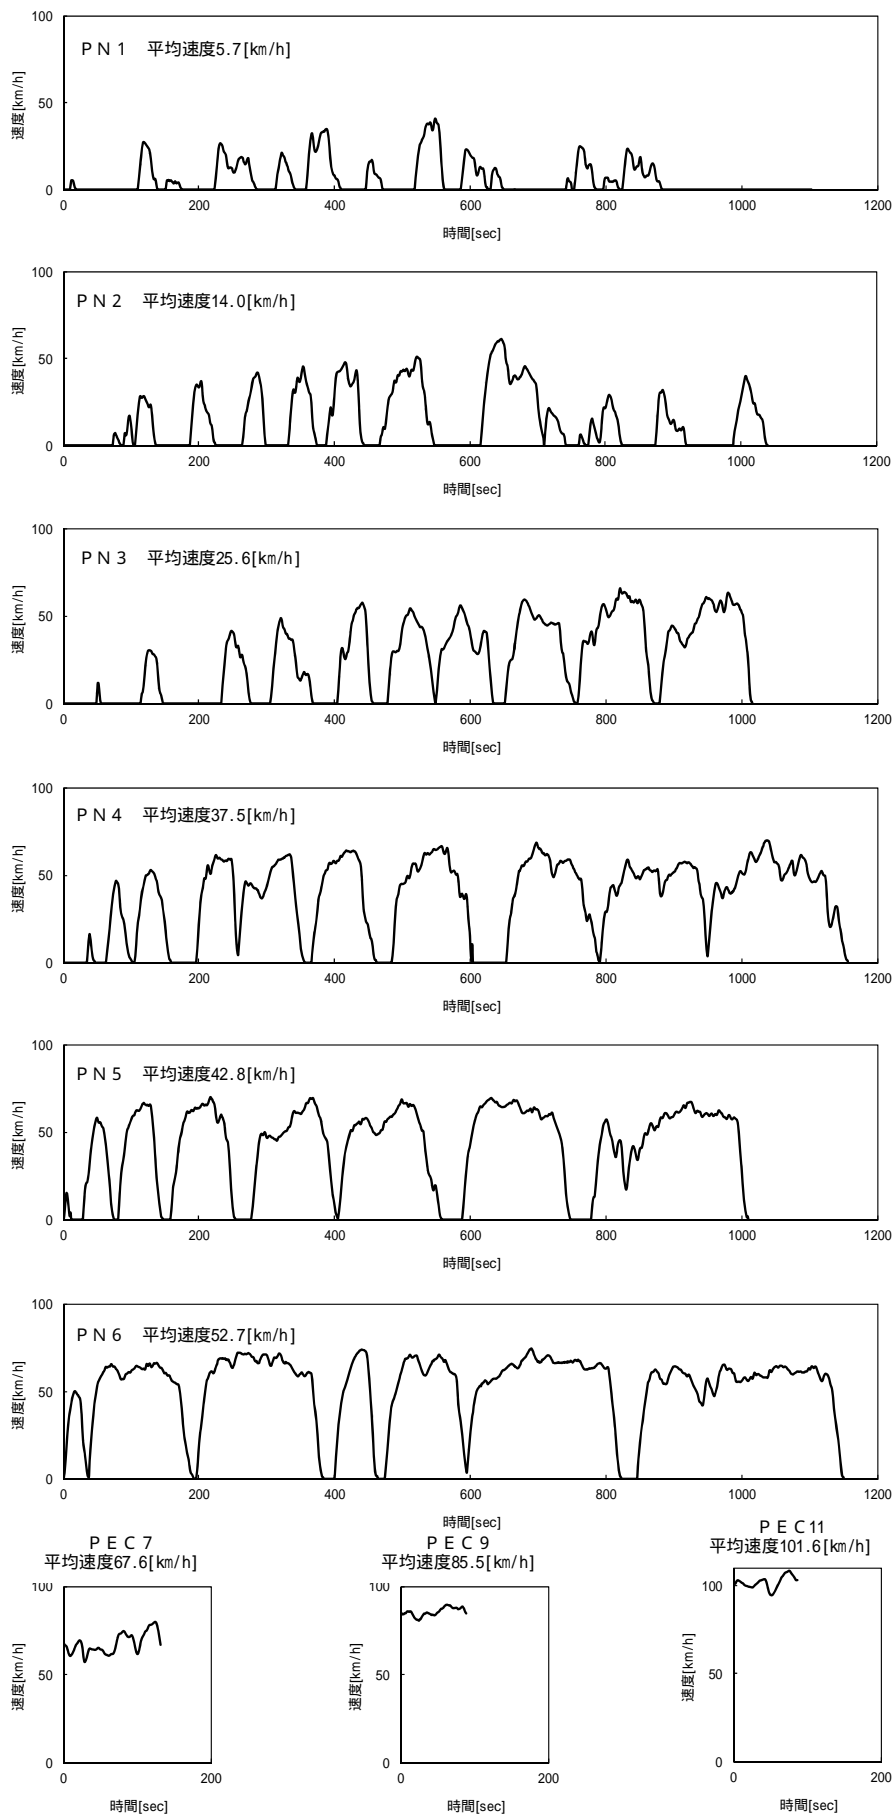 ＰＮ１　平均速度5.7[km/h]
100
50
0
速度[km/h]
0 200 400 600 800 1000 1200
時間[sec]
ＰＮ２　平均速度14.0[km/h]
100
50
0
速度[km/h]
0 200 400 600 800 1000 1200
時間[sec]
ＰＮ３　平均速度25.6[km/h]
100
50
0
速度[km/h]
0 200 400 600 800 1000 1200
時間[sec]
ＰＮ４　平均速度37.5[km/h]
100
50
0
速度[km/h]
0 200 400 600 800 1000 1200
時間[sec]
ＰＮ５　平均速度42.8[km/h]
100
50
0
速度[km/h]
0 200 400 600 800 1000 1200
時間[sec]
ＰＮ６　平均速度52.7[km/h]
100
50
0
速度[km/h]
0 200 400 600 800 1000 1200
時間[sec]
ＰＥＣ７
平均速度67.6[km/h]
100
50
0
速度[km/h]
0 200
時間[sec]
ＰＥＣ９
平均速度85.5[km/h]
100
50
0
速度[km/h]
0 200
時間[sec]
ＰＥＣ11
平均速度101.6[km/h]
100
50
0
速度[km/h]
0 200
時間[sec]